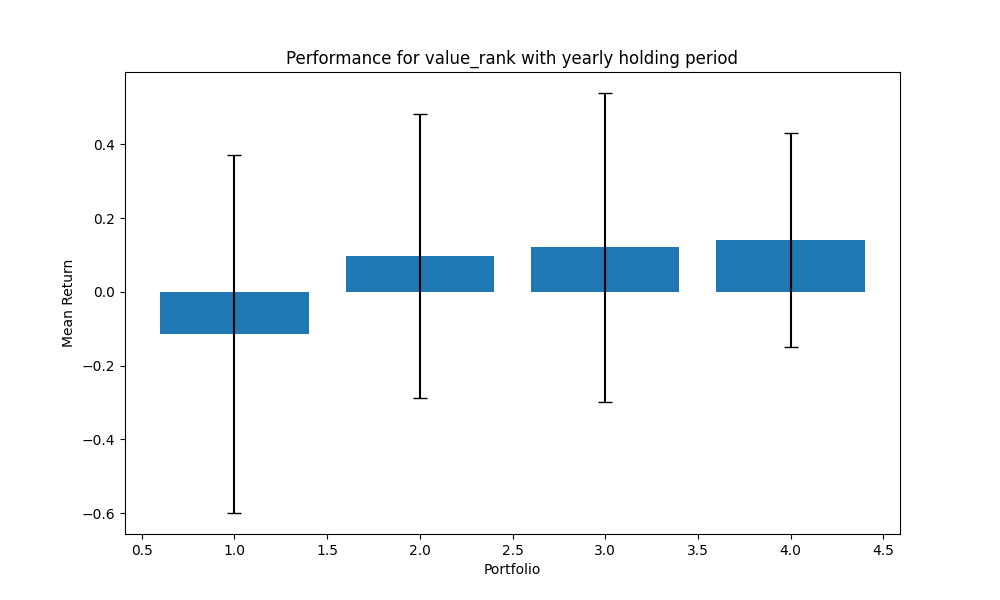 Performance for value_rank with yearly holding period
Mean Return
0.4
0.2
0.0
−0.2
−0.4
−0.6
0.5 1.0 1.5 2.0 2.5 3.0 3.5 4.0 4.5
Portfolio